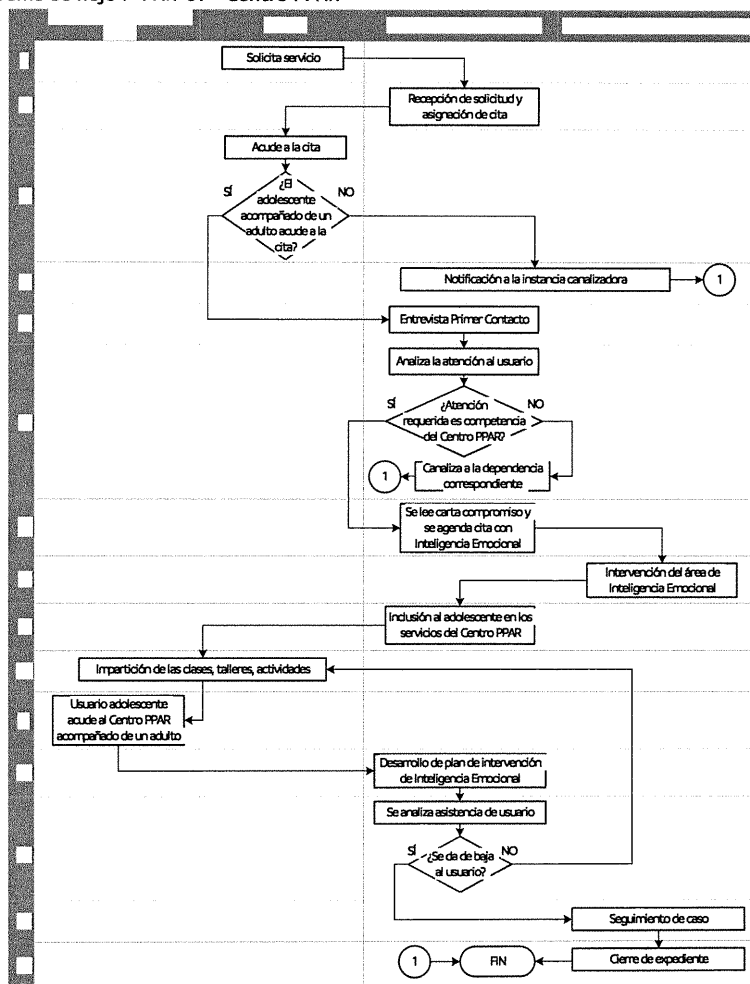 Solicita servicio
Recepción de solicitud y
asignación de cita
Acude a la cita
SÍ
¿El
adolescente
acompañado de un
adulto acude a la
cita?
NO
Notificación a la instancia canalizadora
1
Entrevista Primer Contacto
Analiza la atención al usuario
SÍ
¿Atención
requerida es competencia
del Centro PPAR?
NO
1
Canaliza a la dependencia
correspondiente
Se lee carta compromiso y
se agenda cita con
Inteligencia Emocional
Intervención del área de
Inteligencia Emocional
Inclusión al adolescente en los
servicios del Centro PPAR
Impartición de las clases, talleres, actividades
Usuario adolescente
acude al Centro PPAR
acompañado de un adulto
Desarrollo de plan de intervención
de Inteligencia Emocional
Se analiza asistencia de usuario
SÍ
¿Se da de baja
al usuario?
NO
Seguimiento de caso
1
FIN
Cierre de expediente